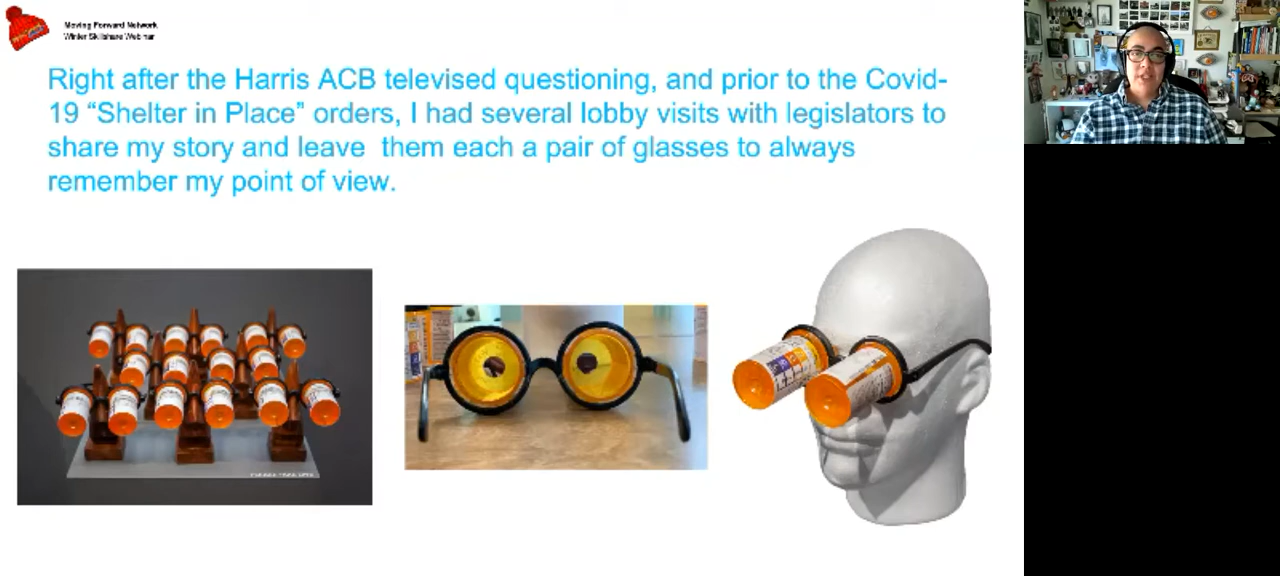 Moving Forward Network
Winter Skillshare Webinar
Right after the Harris ACB televised questioning, and prior to the Covid-
19 “Shelter in Place” orders, I had several lobby visits with legislators to
share my story and leave them each a pair of glasses to always
remember my point of view.